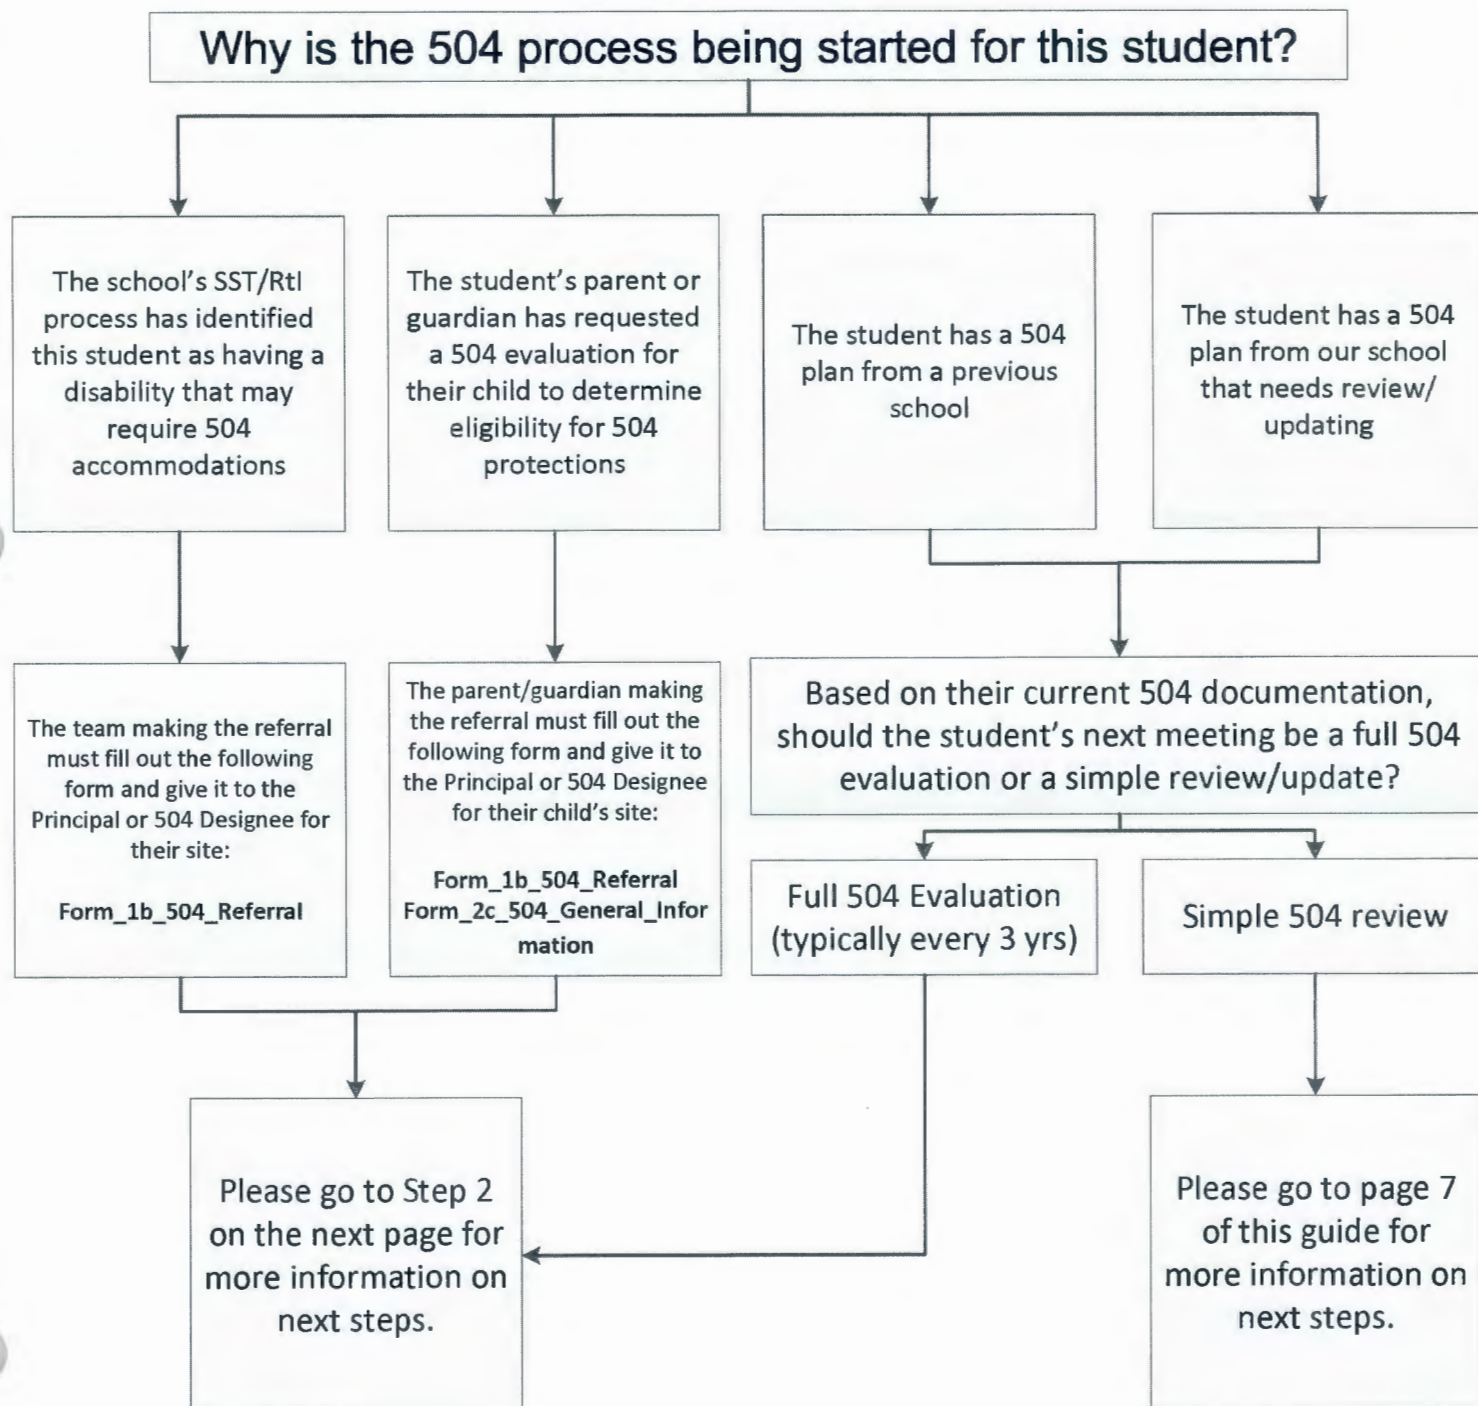 Why is the 504 process being started for this student?
The school's SST/RtI
process has identified
this student as having a
disability that may
require 504
accommodations
The student's parent or
guardian has requested
a 504 evaluation for
their child to determine
eligibility for 504
protections
The student has a 504
plan from a previous
school
The student has a 504
plan from our school
that needs review/
updating
The team making the referral
must fill out the following
form and give it to the
Principal or 504 Designee for
their site:
Form_1b_504_Referral
The parent/guardian making
the referral must fill out the
following form and give it to
the Principal or 504 Designee
for their child's site:
Form_1b_504_Referral
Form_2c_504_General_Infor
mation
Based on their current 504 documentation,
should the student's next meeting be a full 504
evaluation or a simple review/update?
Full 504 Evaluation
(typically every 3 yrs)
Simple 504 review
Please go to Step 2
on the next page for
more information on
next steps.
Please go to page 7
of this guide for
more information on
next steps.